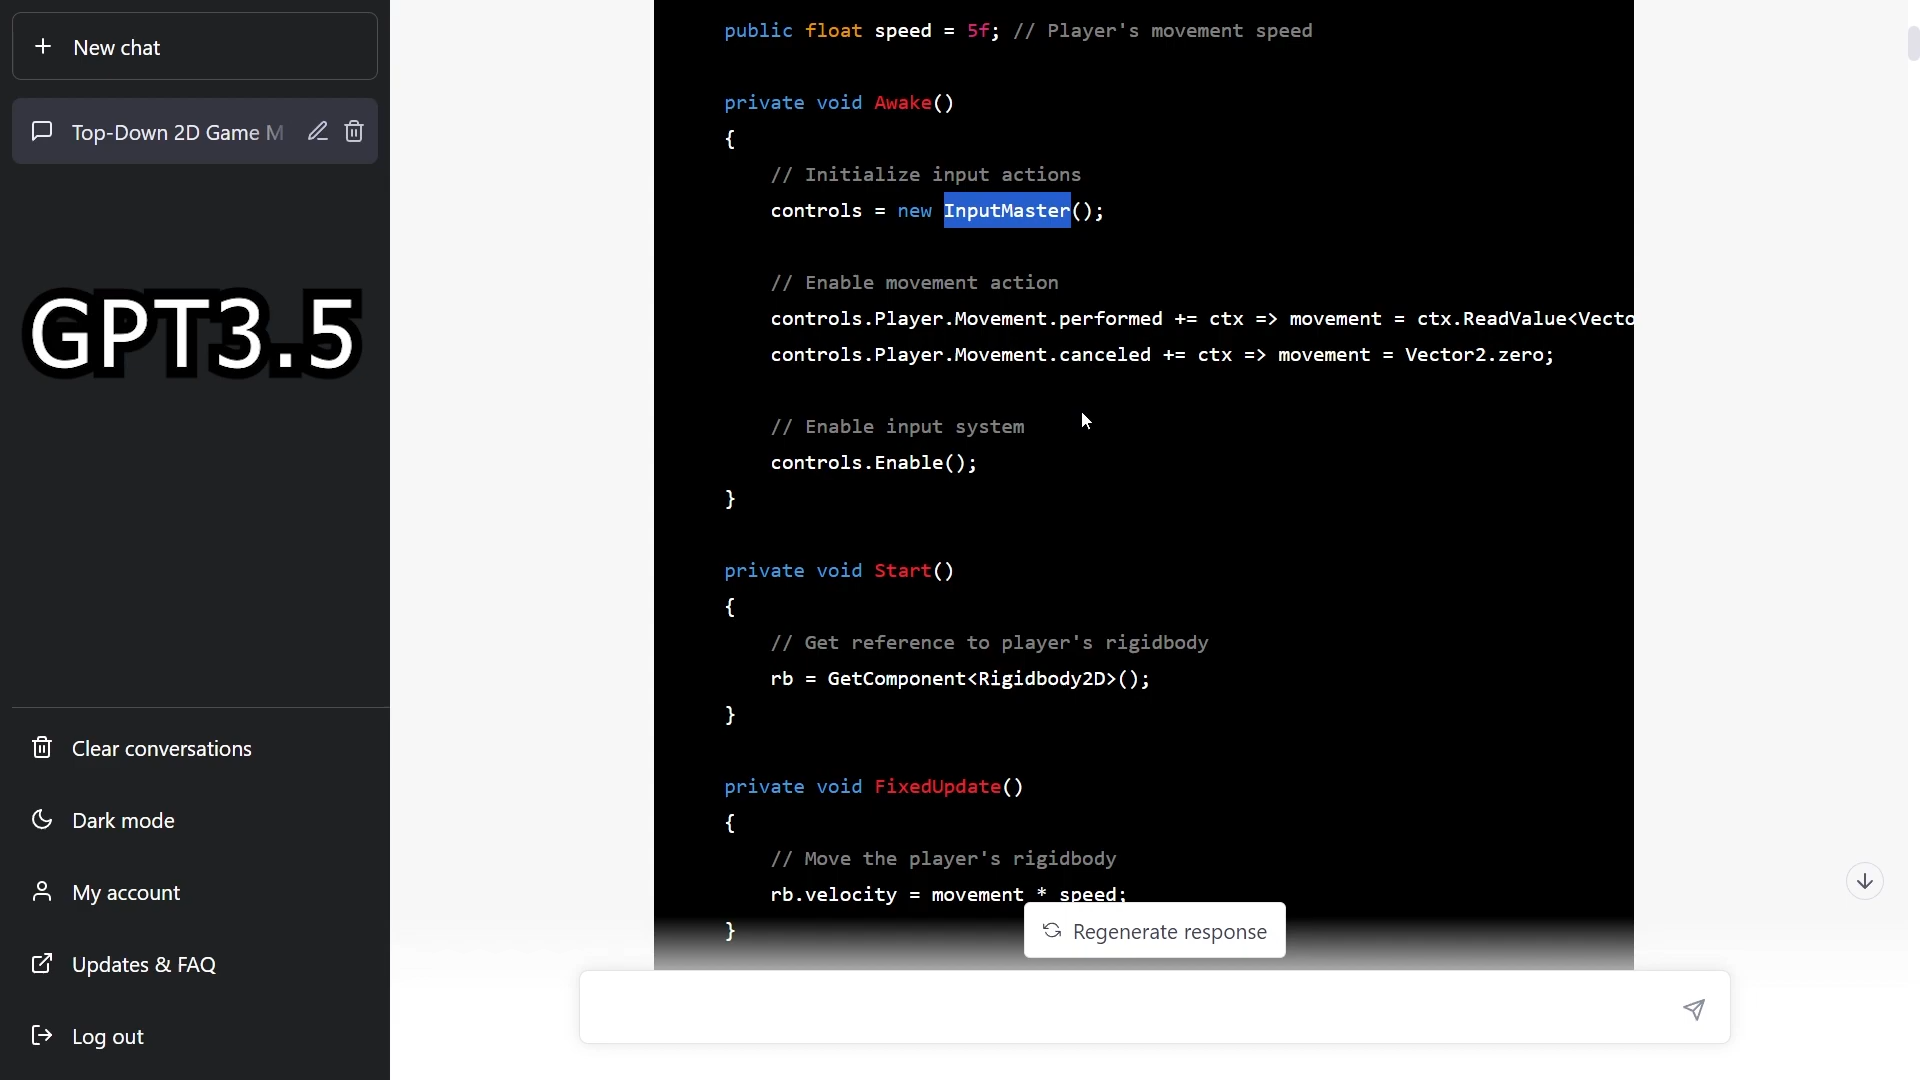 New chat
Top-Down 2D Game M
GPT3.5
Clear conversations
Dark mode
My account
Updates & FAQ
Log out
public float speed = 5f; // Player's movement speed
private void Awake()
{
// Initialize input actions
controls = new InputMaster();
// Enable movement action
controls.Player.Movement.performed += ctx => movement = ctx.ReadValue<Vecto
controls.Player.Movement.canceled += ctx => movement = Vector2.zero;
// Enable input system
controls.Enable();
}
private void Start()
{
// Get reference to player's rigidbody
rb = GetComponent<Rigidbody2D>();
}
private void FixedUpdate()
{
// Move the player's rigidbody
rb.velocity = movement * speed;
}
Regenerate response